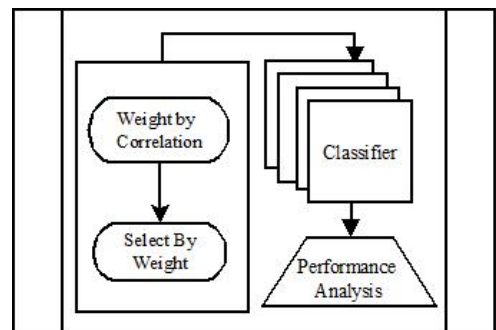 Weight by
Correlation
Select By
Weight
Classifier
Performance
Analysis